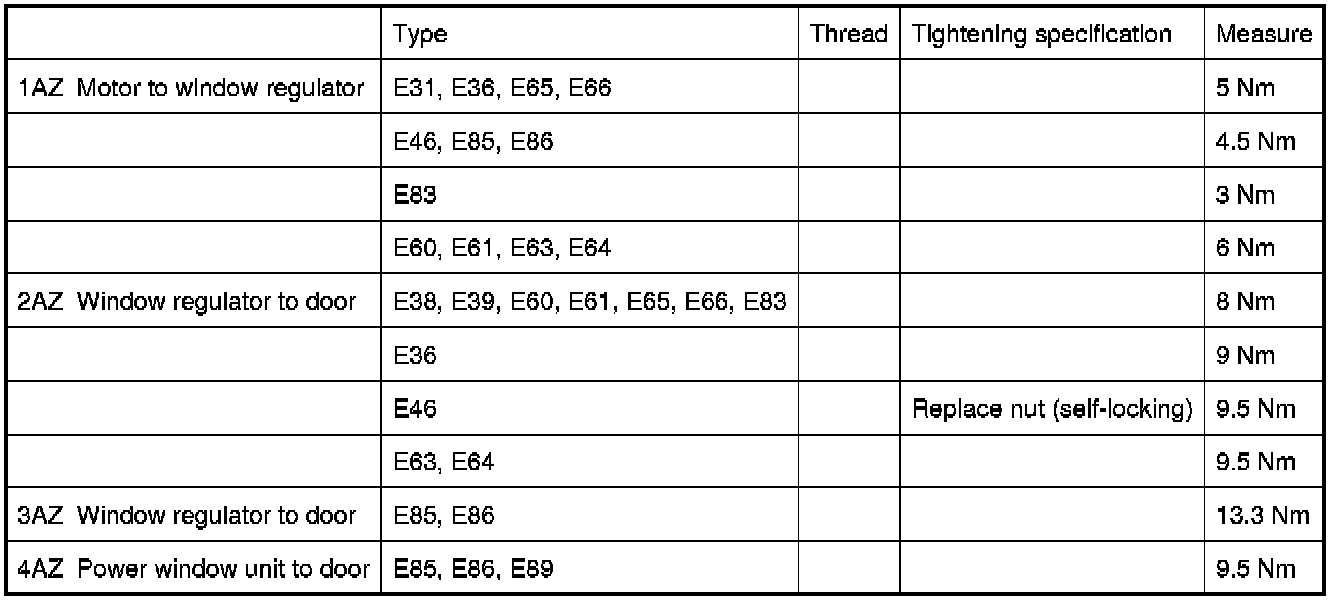 Type Thread Tightening specification Measure
1AZ Motor to window regulator E31, E36, E65, E66 5 Nm
E46, E85, E86 4.5 Nm
E83 3 Nm
E60, E61, E63, E64 6 Nm
2AZ Window regulator to door E38, E39, E60, E61, E65, E66, E83 8 Nm
E36 9 Nm
E46 Replace nut (self-locking) 9.5 Nm
E63, E64 9.5 Nm
3AZ Window regulator to door E85, E86 13.3 Nm
4AZ Power window unit to door E85, E86, E89 9.5 Nm